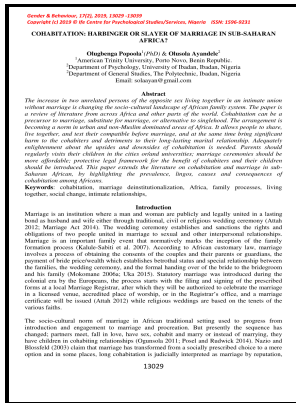 Gender & Behaviour, 17(2), 2019, 13029 -13039
Copyright (c) 2019 © the Centre for Psychological Studies/Services, Nigeria ISSN: 1596-9231
COHABITATION: HARBINGER OR SLAYER OF MARRIAGE IN SUB-SAHARAN
AFRICA?
Olugbenga Popoola¹(PhD) & Olusola Ayandele²
¹American Trinity University, Porto Novo, Benin Republic.
²Department of Psychology, University of Ibadan, Ibadan, Nigeria
²Department of General Studies, The Polytechnic, Ibadan, Nigeria
Email: soluayan@gmail.com
Abstract
The increase in two unrelated persons of the opposite sex living together in an intimate union
without marriage is changing the socio-cultural landscape of African family system. The paper is
a review of literature from across Africa and other parts of the world. Cohabitation can be a
precursor to marriage, substitute for marriage, or alternative to singlehood. The arrangement is
becoming a norm in urban and non-Muslim dominated areas of Africa. It allows people to share,
live together, and test their compatible before marriage, and at the same time bring significant
harm to the cohabiters and detriments to their long-lasting marital relationship. Adequately
enlightenment about the upsides and downsides of cohabitation is needed. Parents should
regularly visit their children in the cities or/and universities; marriage ceremonies should be
more affordable; protective legal framework for the benefit of cohabiters and their children
should be introduced. This paper extends the literature on cohabitation and marriage in sub-
Saharan African, by highlighting the prevalence, lingos, causes and consequences of
cohabitation among Africans.
Keywords: cohabitation, marriage deinstitutionalization, Africa, family processes, living
together, social change, intimate relationships,
Introduction
Marriage is an institution where a man and woman are publicly and legally united in a lasting
bond as husband and wife either through traditional, civil or religious wedding ceremony (Attah
2012; Marriage Act 2014). The wedding ceremony establishes and sanctions the rights and
obligations of two parties united in marriage to sexual and other interpersonal relationships.
Marriage is an important family event that normatively marks the inception of the family
formation process (Kalule-Sabiti et al. 2007). According to African customary law, marriage
involves a process of obtaining the consents of the couples and their parents or guardians, the
payment of bride price/wealth which establishes betrothal status and special relationship between
the families, the wedding ceremony, and the formal handing over of the bride to the bridegroom
and his family (Mokomane 2006a; Uka 2015). Statutory marriage was introduced during the
colonial era by the Europeans, the process starts with the filing and signing of the prescribed
forms at a local Marriage Registrar, after which they will be authorized to celebrate the marriage
in a licensed venue, accredited place of worship, or in the Registrar's office, and a marriage
certificate will be issued (Attah 2012) while religious weddings are based on the tenets of the
various faiths.
The socio-cultural norm of marriage in African traditional setting used to progress from
introduction and engagement to marriage and procreation. But presently the sequence has
changed; partners meet, fall in love, have sex, cohabit and marry or instead of marrying, they
have children in cohabiting relationships (Ogunsola 2011; Posel and Rudwick 2014). Nazio and
Blossfeld (2003) claim that marriage has transformed from a socially prescribed choice to a mere
option and in some places, long cohabitation is judicially interpreted as marriage by reputation,
13029